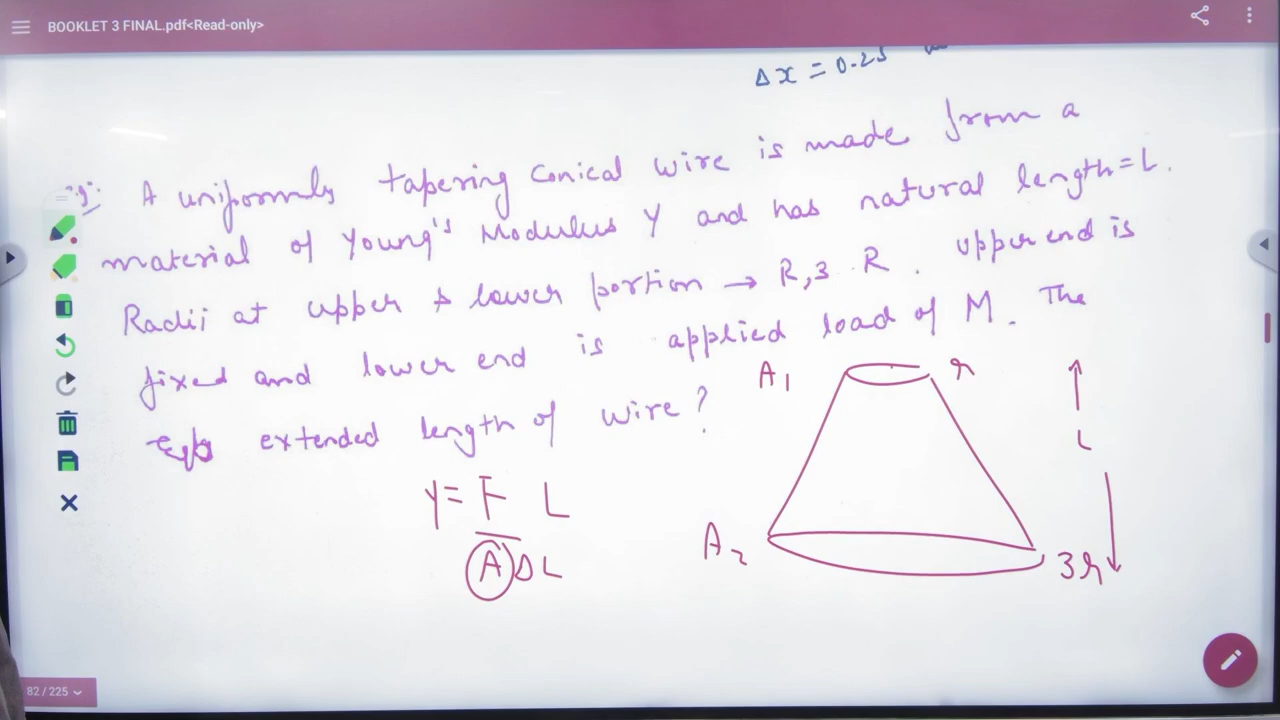 BOOKLET 3 FINAL.pdf<Read-only>
Δx = 0.25
A uniformly tapering conical wire is made from a
material of Young's Modulus Y and has natural length = L.
Radii at upper & lower portion → R, 3 R. upper end is
fixed and lower end is applied load of M. The
extended length of wire?
A1
r
L
Y = F L
A ΔL
A2
3r
82 / 225